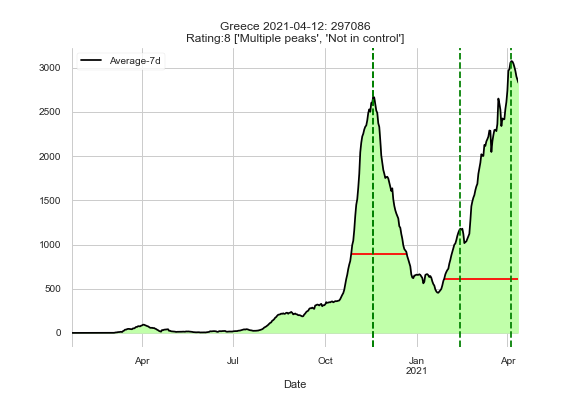 Greece 2021-04-12: 297086
Rating:8 ['Multiple peaks', 'Not in control']
Average-7d
3000
2500
2000
1500
1000
500
0
Apr
Jul
Oct
Jan
2021
Apr
Date